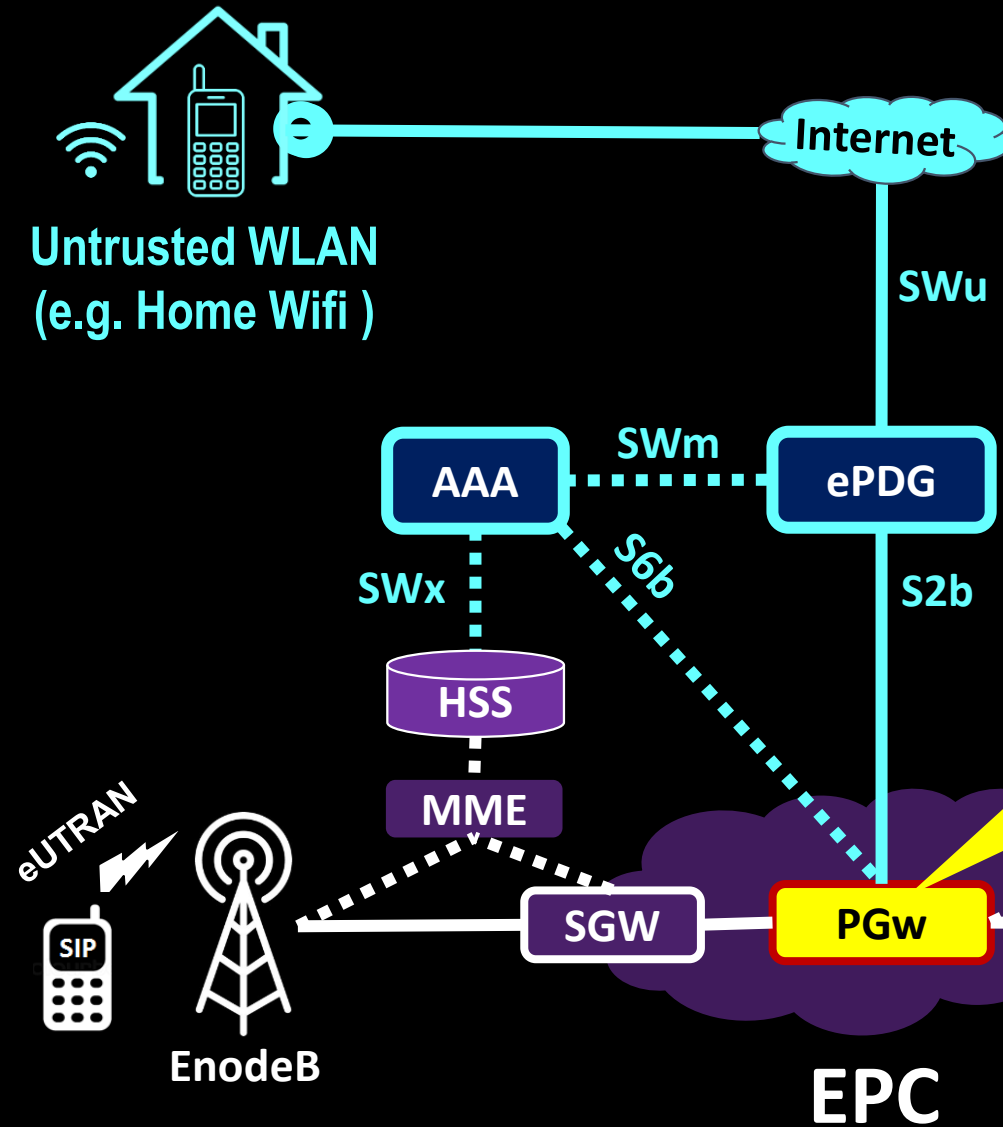 Internet
Untrusted WLAN
(e.g. Home Wifi )
SWu
SWm
AAA
ePDG
S6b
SWx
S2b
HSS
MME
eUTRAN
SGW
PGw
SIP
EnodeB
EPC